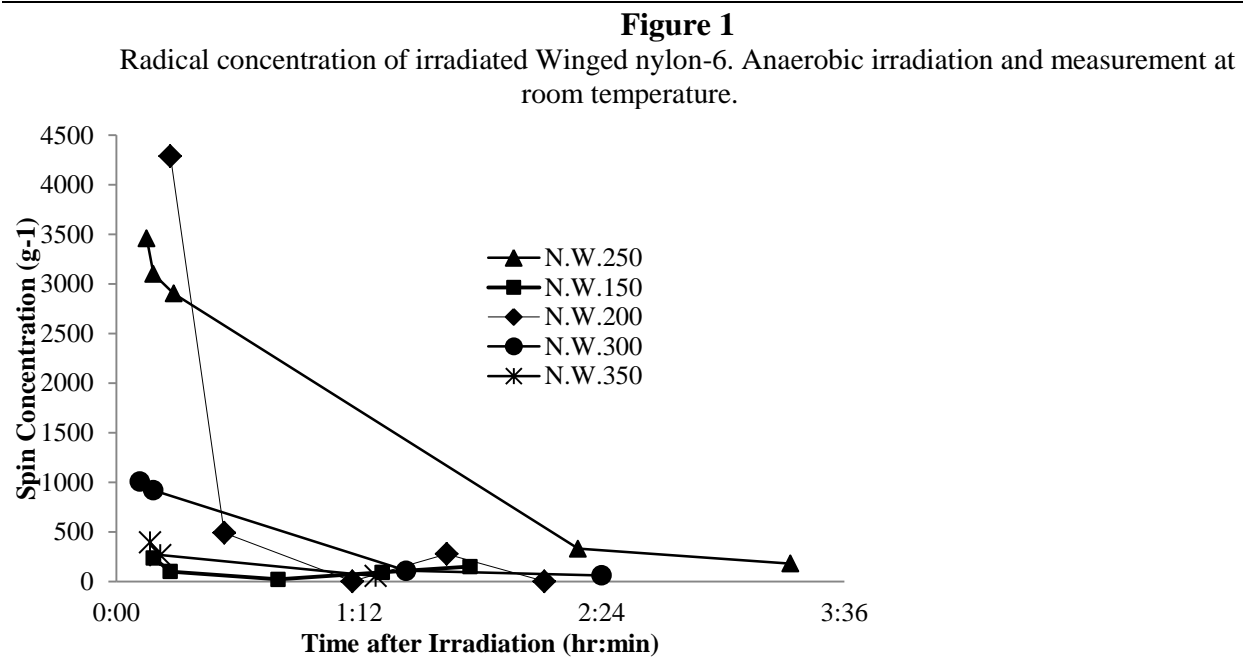 Figure 1
Radical concentration of irradiated Winged nylon-6. Anaerobic irradiation and measurement at
room temperature.
4500
4000
3500
3000
2500
2000
1500
1000
500
0
Spin Concentration (g-1)
N.W.250
N.W.150
N.W.200
N.W.300
N.W.350
0:00 1:12 2:24 3:36
Time after Irradiation (hr:min)